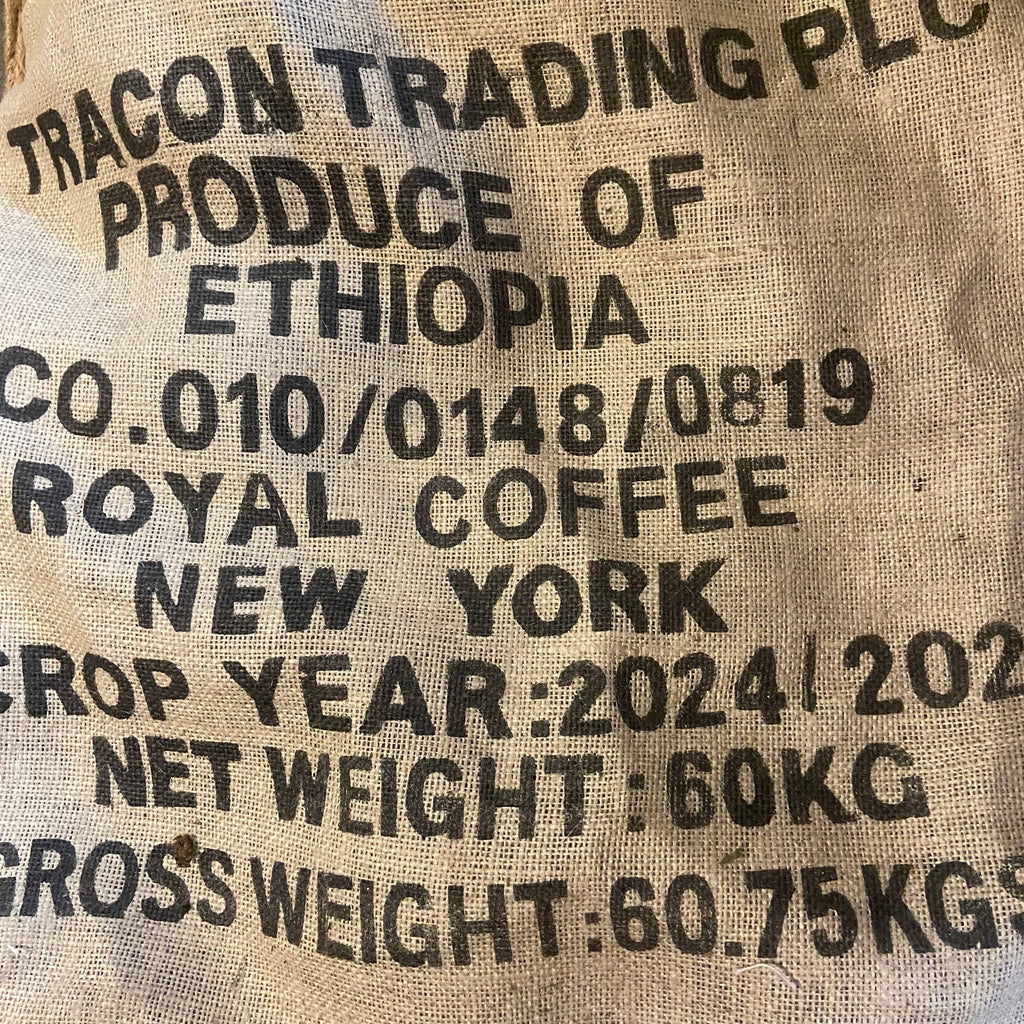 TRACON TRADING PLC
PRODUCE OF
ETHIOPIA
CO.010/0148/0819
ROYAL COFFEE
NEW YORK
CROP YEAR:2024/202
NET WEIGHT:60KG
GROSS WEIGHT:60.75KGS